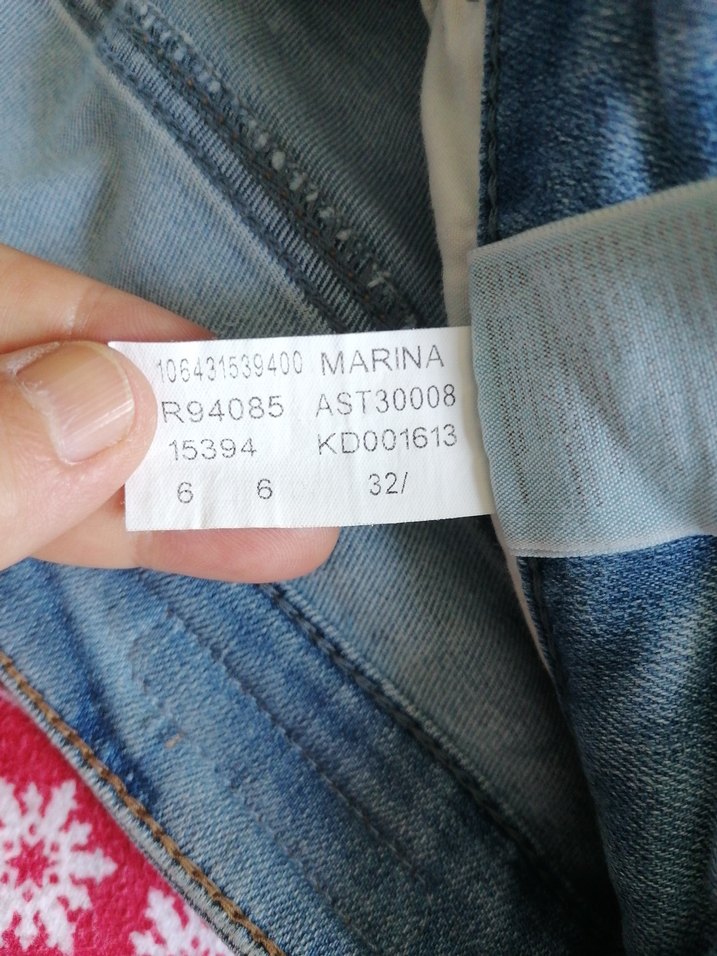 106431539400 MARINA
R94085 AST30008
15394 KD001613
6 6 32/